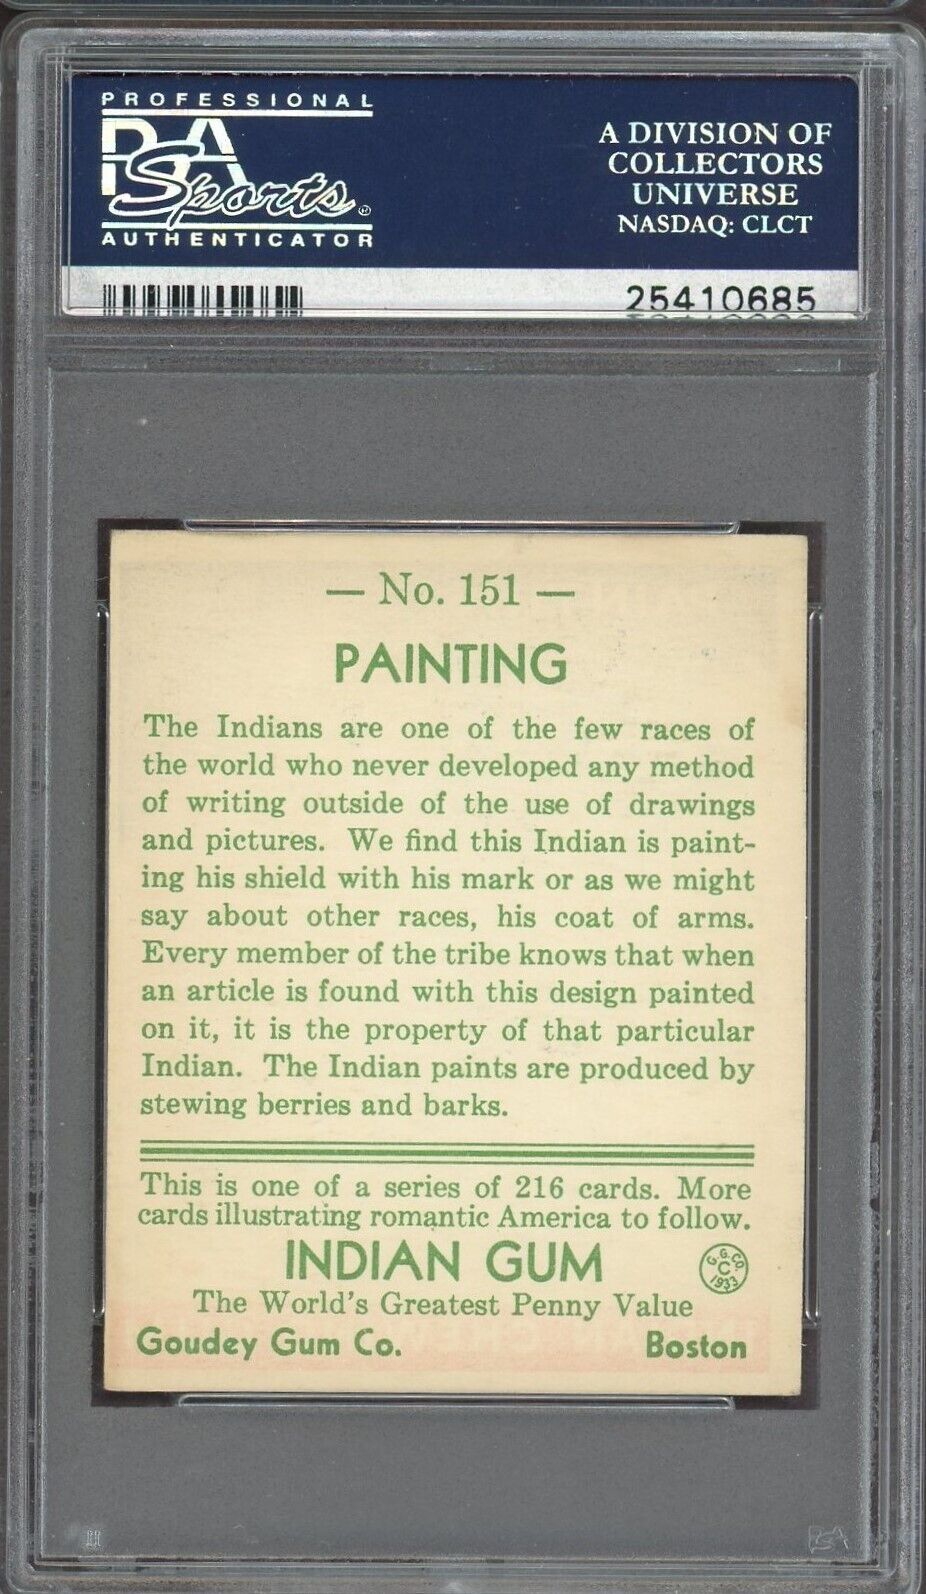 PROFESSIONAL
PSA
Sports
AUTHENTICATOR
A DIVISION OF
COLLECTORS
UNIVERSE
NASDAQ: CLCT
25410685
— No. 151 —
PAINTING
The Indians are one of the few races of
the world who never developed any method
of writing outside of the use of drawings
and pictures. We find this Indian is paint-
ing his shield with his mark or as we might
say about other races, his coat of arms.
Every member of the tribe knows that when
an article is found with this design painted
on it, it is the property of that particular
Indian. The Indian paints are produced by
stewing berries and barks.
This is one of a series of 216 cards. More
cards illustrating romantic America to follow.
INDIAN GUM
G.G.CO.
C
1933
The World's Greatest Penny Value
Goudey Gum Co. Boston
PSA